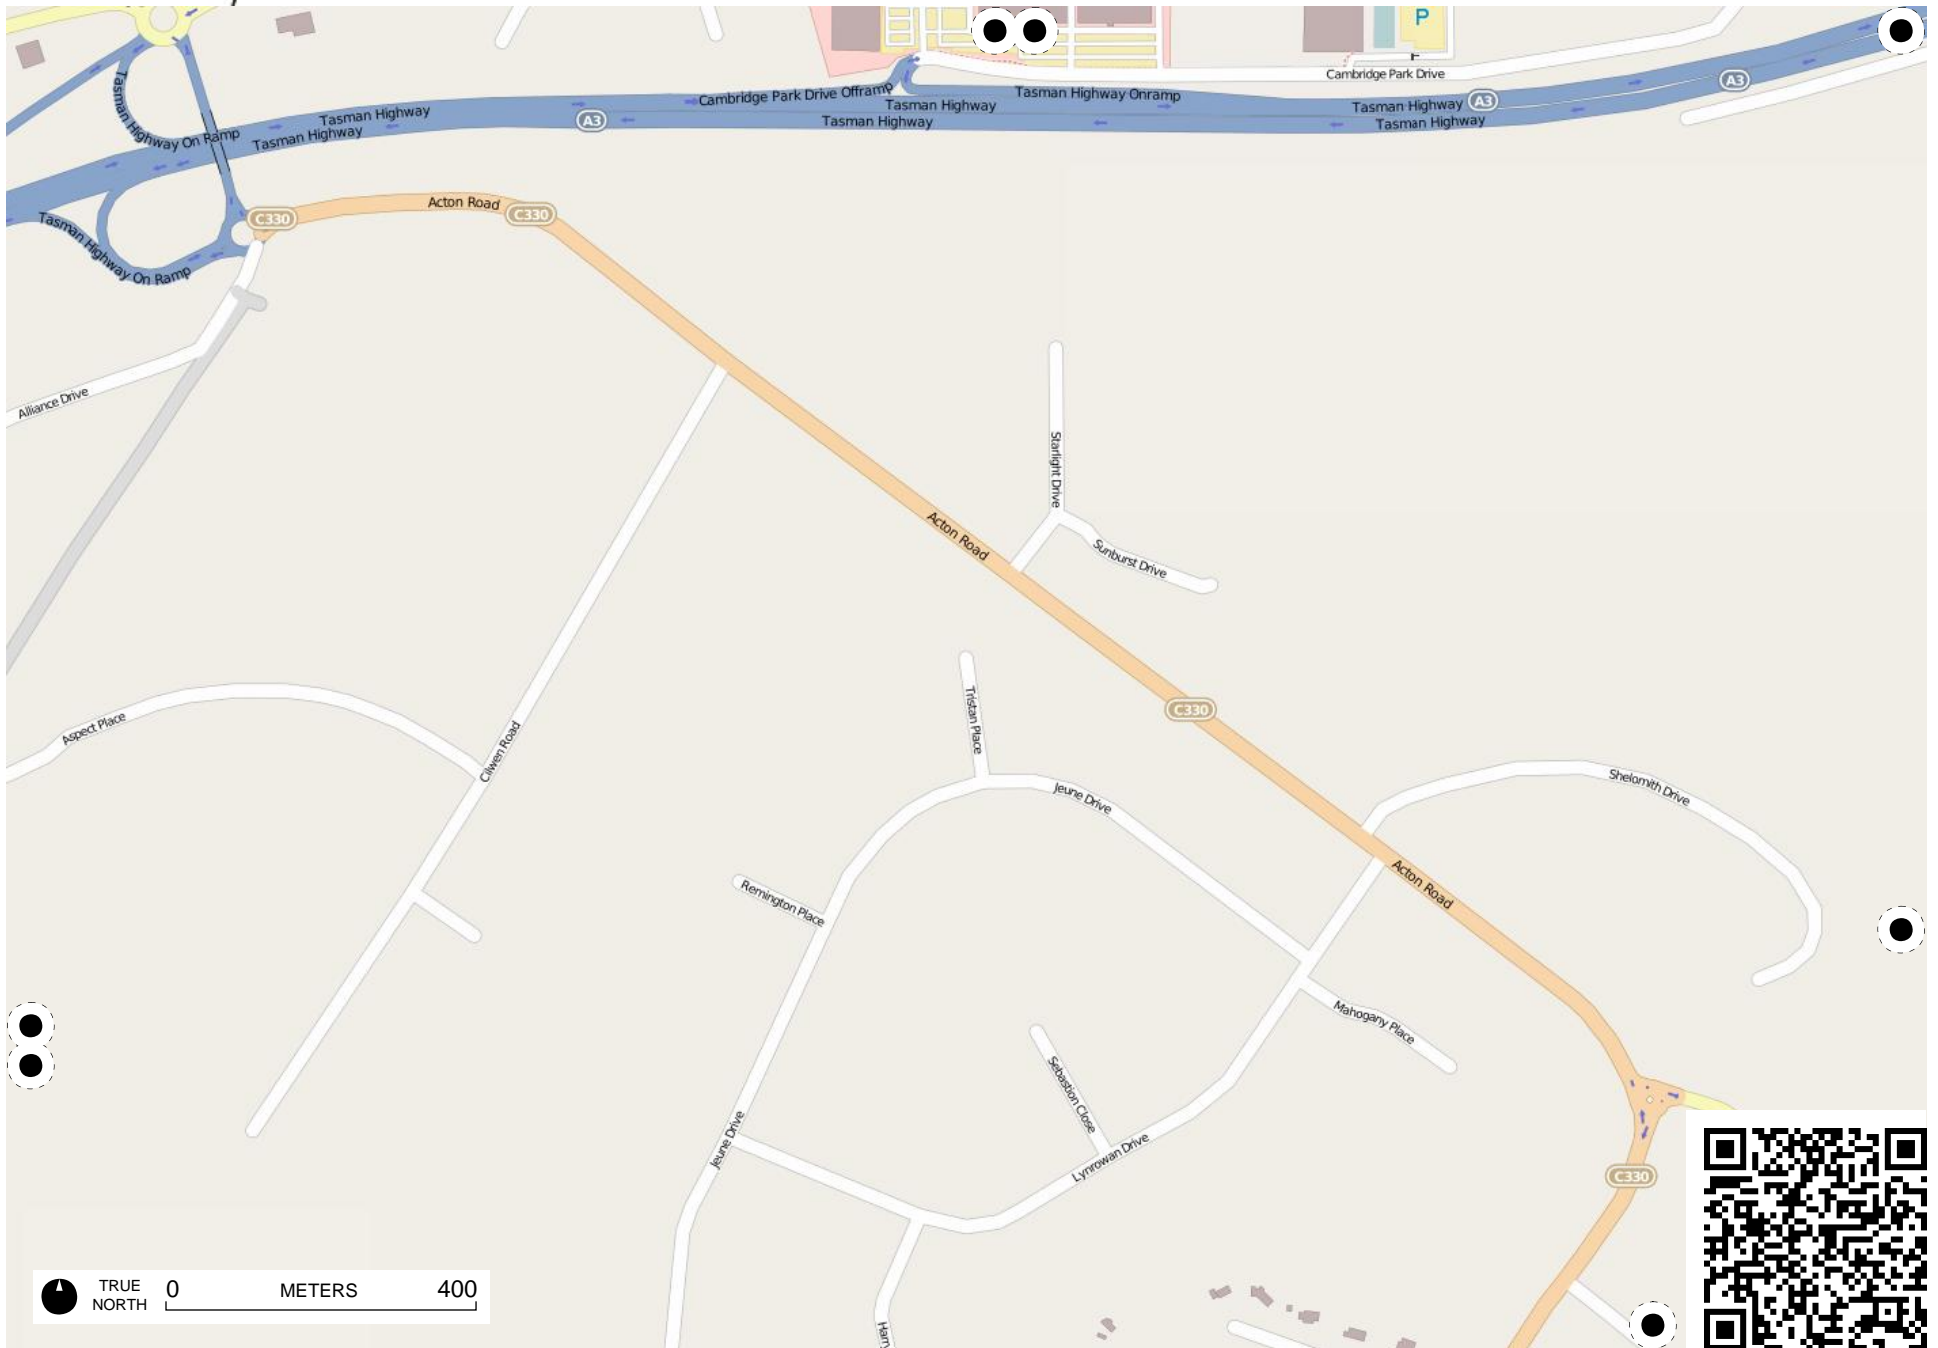 P
Cambridge Park Drive
A3
Tasman Highway On Ramp
Cambridge Park Drive Offramp
Tasman Highway Onramp
Tasman Highway
Tasman Highway
Tasman Highway
A3
Tasman Highway
A3
Tasman Highway
Tasman Highway
Tasman Highway
C330
Acton Road
C330
Tasman Highway On Ramp
Alliance Drive
Starlight Drive
Acton Road
Sunburst Drive
Aspect Place
Cilwen Road
Tristan Place
C330
Jeune Drive
Shelomith Drive
Remington Place
Acton Road
Mahogany Place
Sebastion Close
Jeune Drive
Lynrowan Drive
C330
TRUE NORTH
0 METERS 400